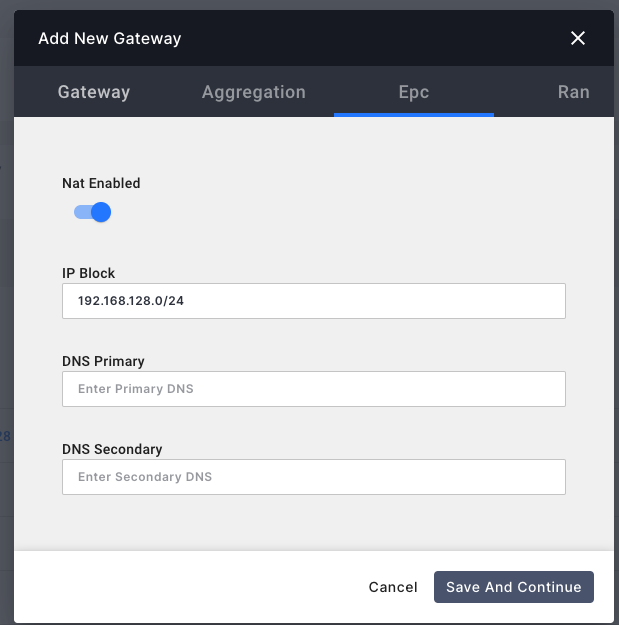 Add New Gateway
Gateway Aggregation Epc Ran
Nat Enabled
IP Block
192.168.128.0/24
DNS Primary
Enter Primary DNS
28
DNS Secondary
Enter Secondary DNS
Cancel Save And Continue